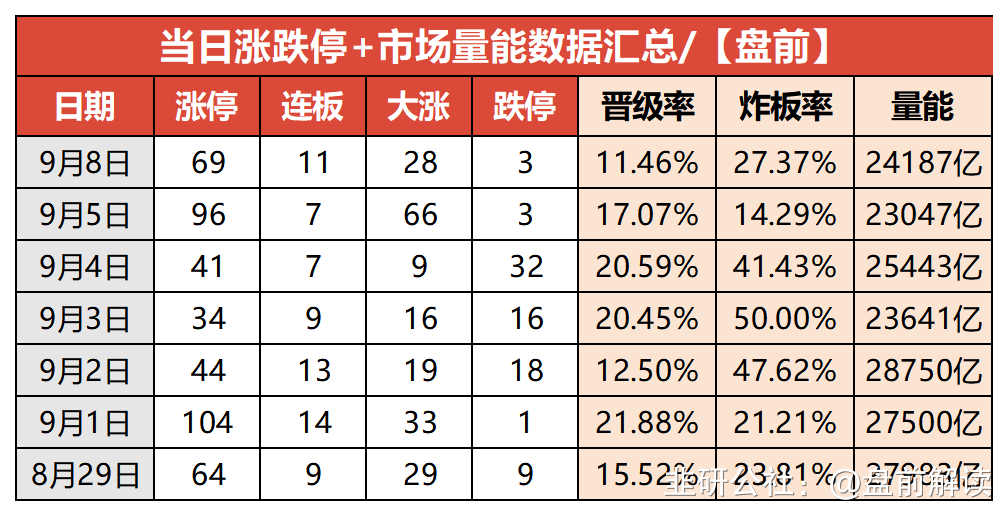 当日涨跌停+市场量能数据汇总/【盘前】
日期 涨停 连板 大涨 跌停 晋级率 炸板率 量能
9月8日 69 11 28 3 11.46% 27.37% 24187亿
9月5日 96 7 66 3 17.07% 14.29% 23047亿
9月4日 41 7 9 32 20.59% 41.43% 25443亿
9月3日 34 9 16 16 20.45% 50.00% 23641亿
9月2日 44 13 19 18 12.50% 47.62% 28750亿
9月1日 104 14 33 1 21.88% 21.21% 27500亿
8月29日 64 9 29 9 15.52% 23.81% 27983亿
韭研公社：@盘前解读